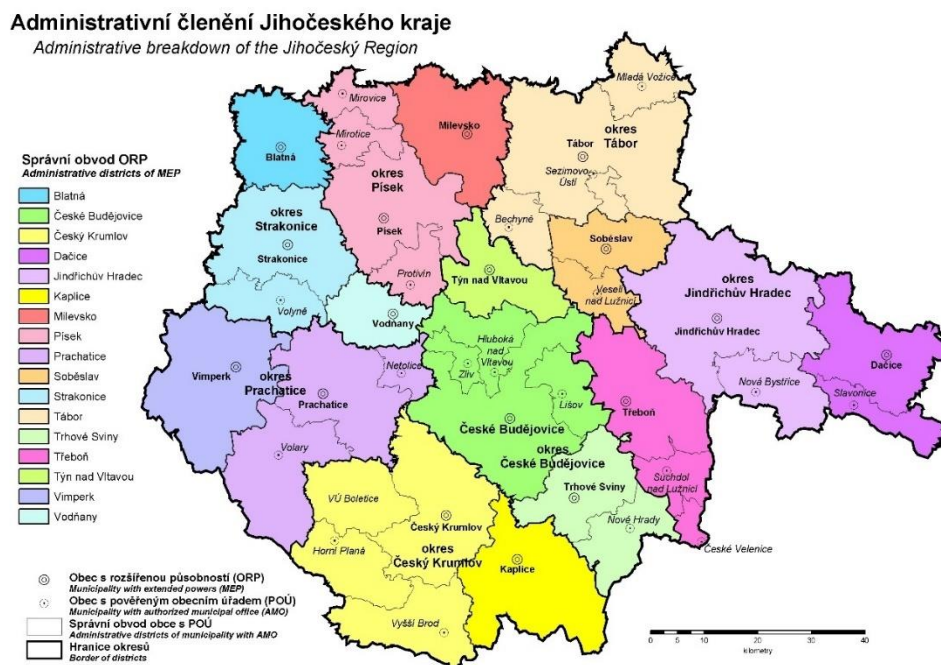 Administrativní členění Jihočeského kraje
Administrative breakdown of the Jihočeský Region
Správní obvod ORP
Administrative districts of MEP
Blatná
České Budějovice
Český Krumlov
Dačice
Jindřichův Hradec
Kaplice
Milevsko
Písek
Prachatice
Soběslav
Strakonice
Tábor
Trhové Sviny
Třeboň
Týn nad Vltavou
Vimperk
Vodňany
Obec s rozšířenou působností (ORP)
Municipality with extended powers (MEP)
Obec s pověřeným obecním úřadem (POÚ)
Municipality with authorized municipal office (AMO)
Správní obvod obce s POÚ
Administrative districts of municipality with AMO
Hranice okresů
Border of districts
Mladá Vožice
Mirovice
Milevsko
Mirotice
okres
Tábor
Tábor
Blatná
Sezimovo
Ústí
okres
Písek
Písek
Bechyně
okres
Strakonice
Strakonice
Soběslav
Protivín
Týn nad Vltavou
Veselí
nad Lužnicí
okres
Jindřichův Hradec
Jindřichův Hradec
Volyně
Vodňany
Hluboká
nad
Vltavou
Zliv
Netolice
Vimperk
okres
Prachatice
Prachatice
Dačice
Nová Bystřice
Slavonice
Lišov
Třeboň
České Budějovice
okres
České Budějovice
Volary
Suchdol
nad Lužnicí
Trhové Sviny
VÚ Boletice
Český Krumlov
Nové Hrady
České Velenice
Horní Planá
okres
Český Krumlov
Kaplice
Vyšší Brod
0 5 10 20 30 40
kilometry